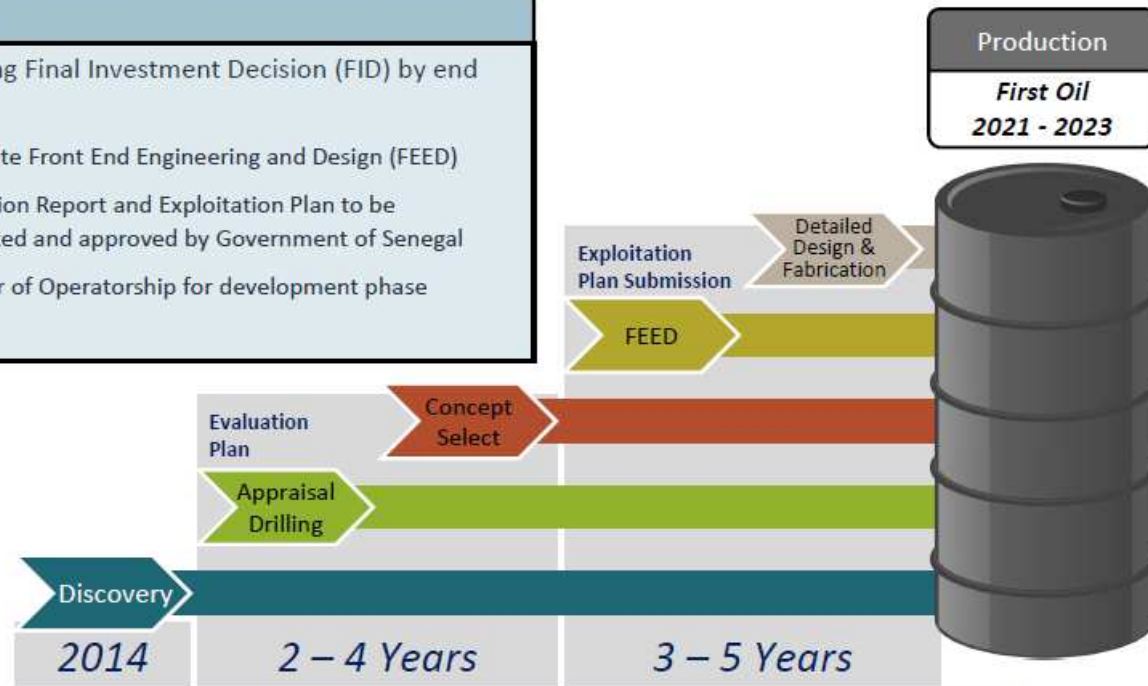 ng Final Investment Decision (FID) by end
te Front End Engineering and Design (FEED)
ion Report and Exploitation Plan to be
ted and approved by Government of Senegal
r of Operatorship for development phase
Production
First Oil
2021 - 2023
Detailed
Design &
Fabrication
Exploitation
Plan Submission
FEED
Concept
Select
Evaluation
Plan
Appraisal
Drilling
Discovery
2014
2 – 4 Years
3 – 5 Years